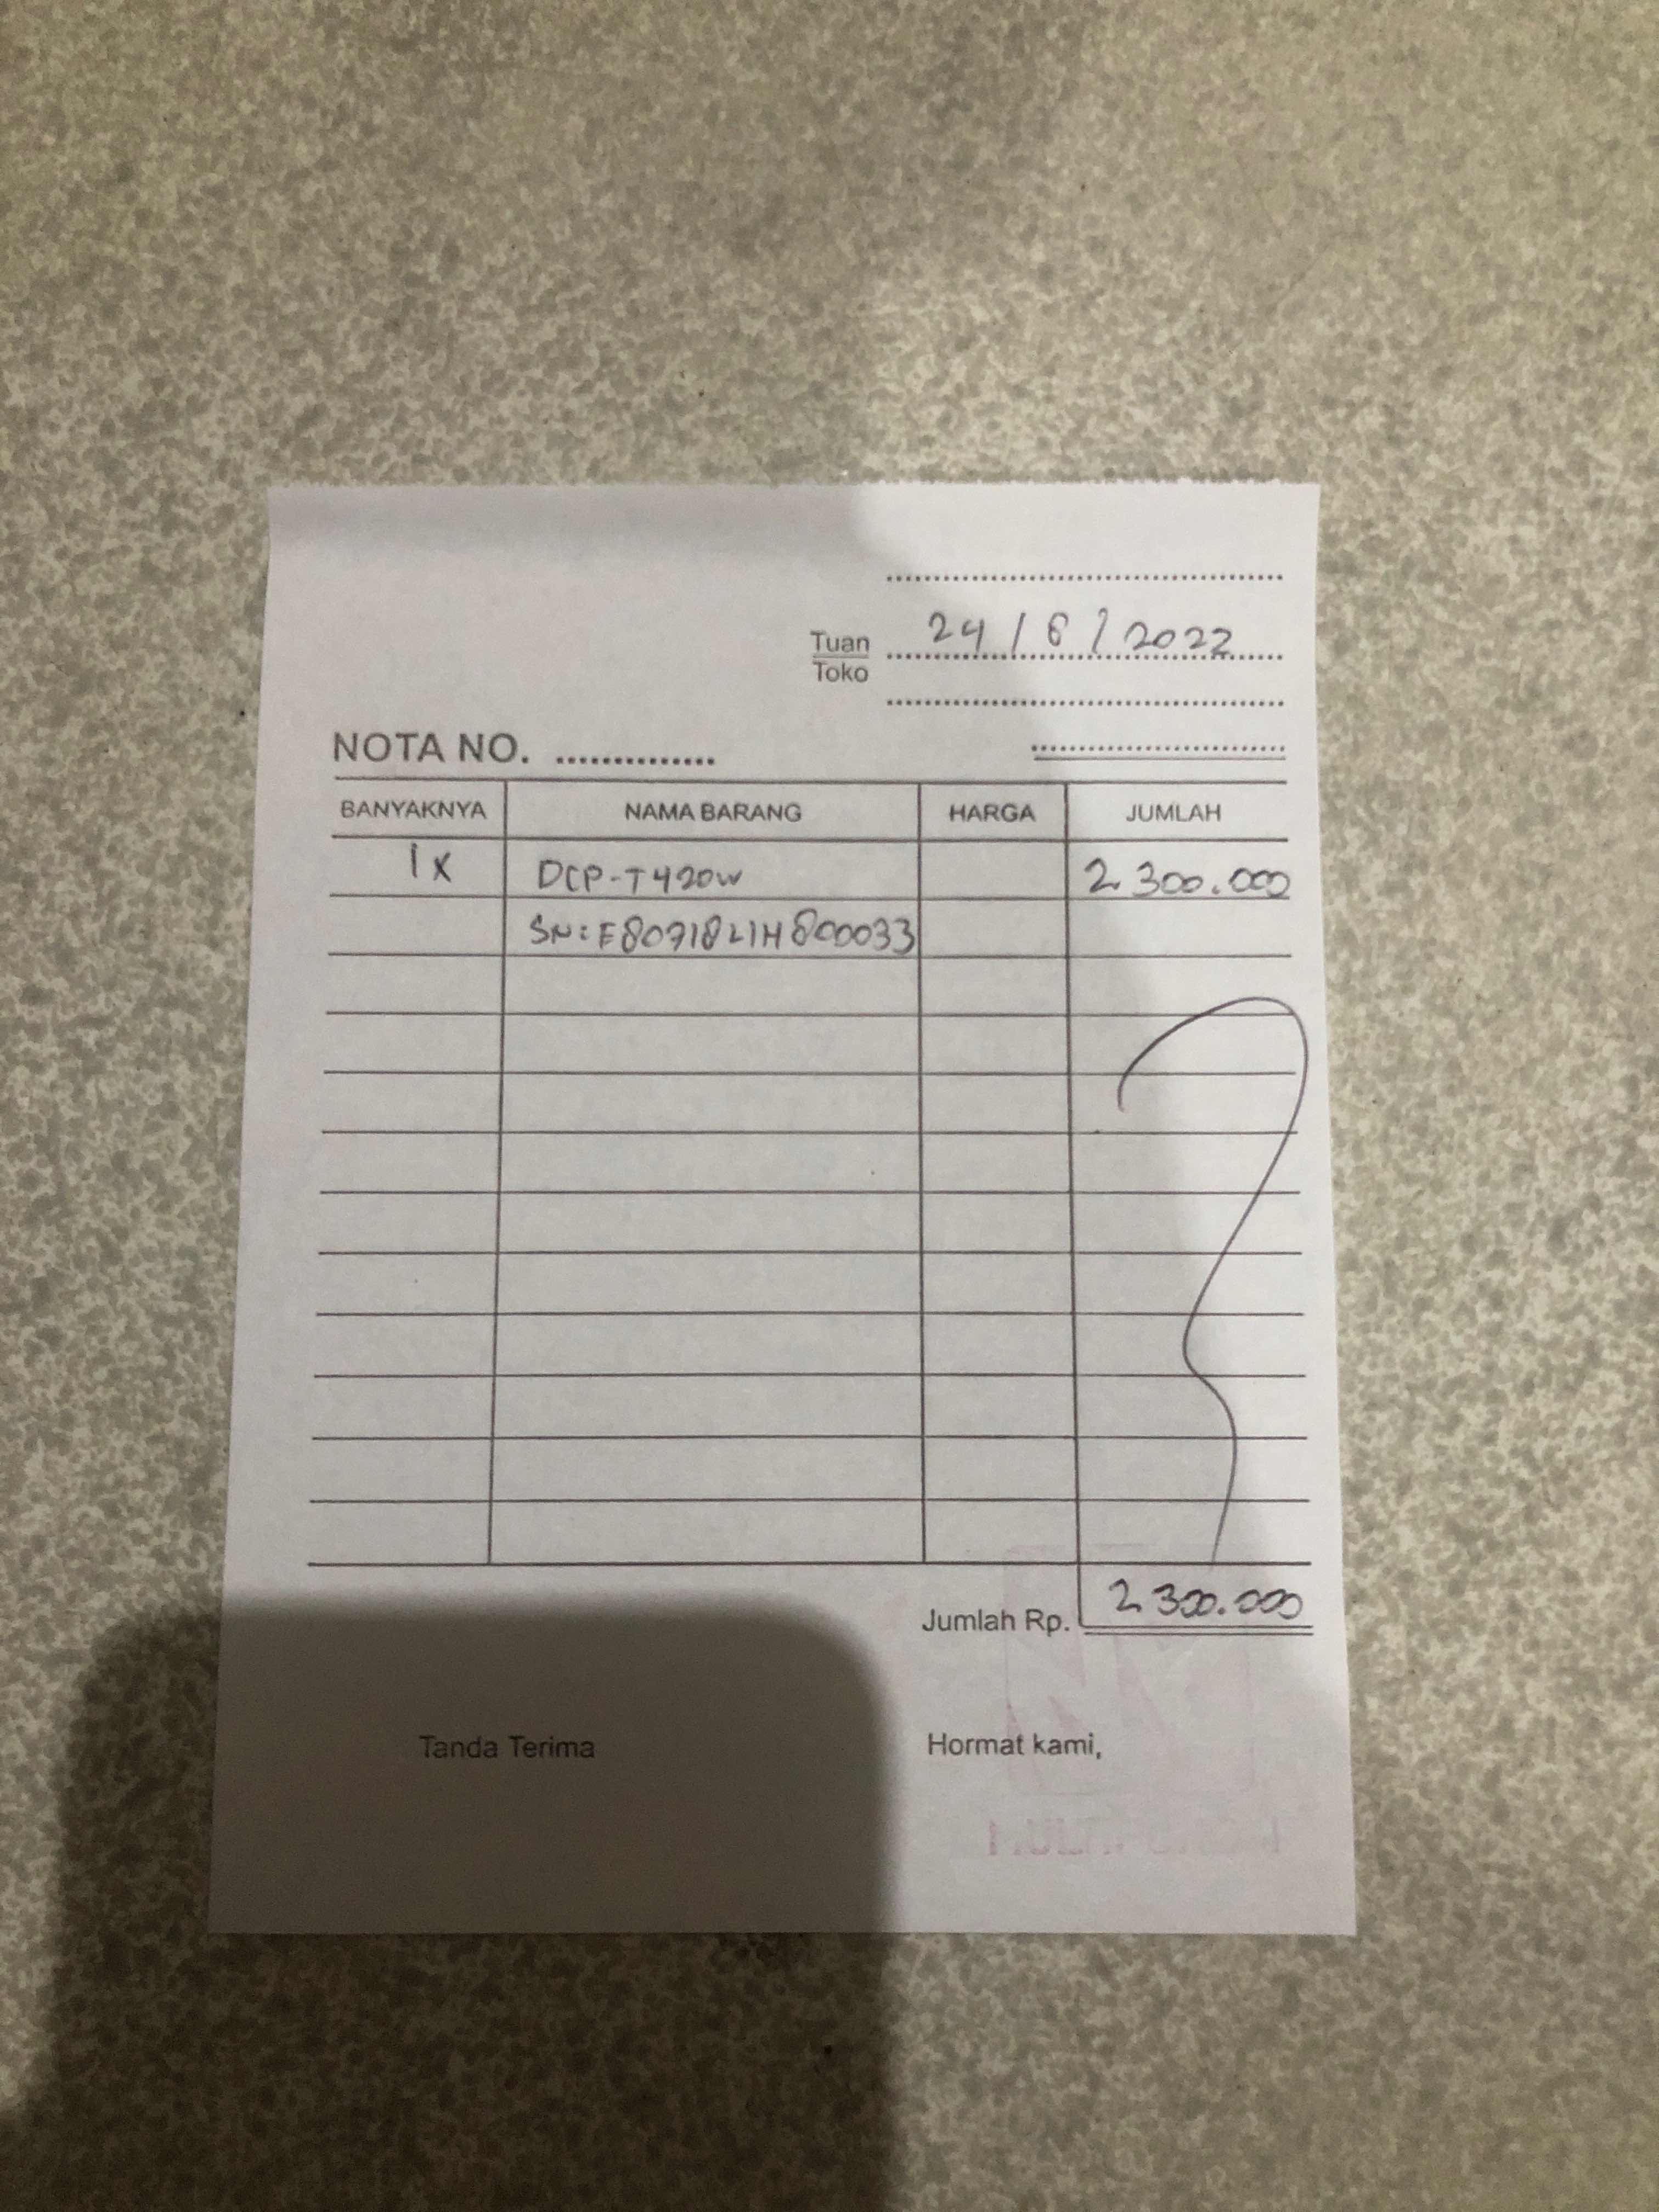 24/8/2022
Tuan
Toko
NOTA NO. ..............
BANYAKNYA NAMA BARANG HARGA JUMLAH
1x DCP-T420W 2.300.000
SN: E80718L1H800033
Jumlah Rp. 2.300.000
Tanda Terima Hormat kami,